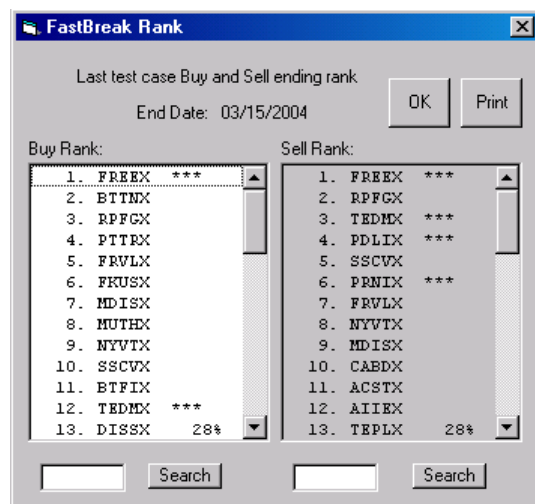 FastBreak Rank
Last test case Buy and Sell ending rank
End Date: 03/15/2004
OK
Print
Buy Rank:
1. FREEX ***
2. BTTNX
3. RPFGX
4. PTTRX
5. FRVLX
6. FKUSX
7. MDISX
8. MUTHX
9. NYVTX
10. SSCVX
11. BTFIX
12. TEDMX ***
13. DISSX 28%
Search
Sell Rank:
1. FREEX ***
2. RPFGX
3. TEDMX ***
4. PDLIX ***
5. SSCVX
6. PRNIX ***
7. FRVLX
8. NYVTX
9. MDISX
10. CABDX
11. ACSTX
12. AIIEX
13. TEPLX 28%
Search